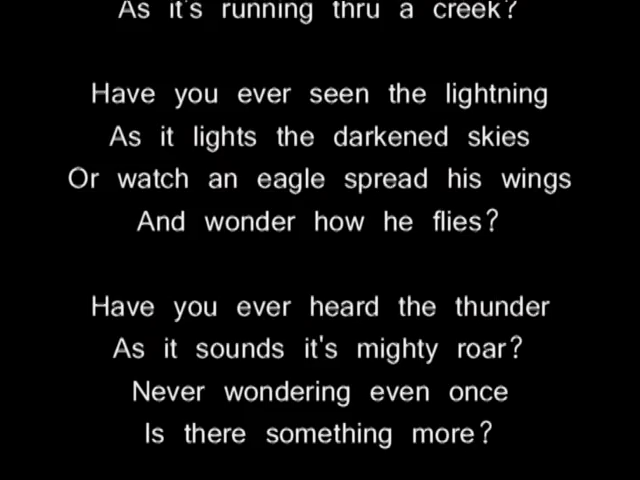 As it's running thru a creek?
Have you ever seen the lightning
As it lights the darkened skies
Or watch an eagle spread his wings
And wonder how he flies?
Have you ever heard the thunder
As it sounds it's mighty roar?
Never wondering even once
Is there something more?